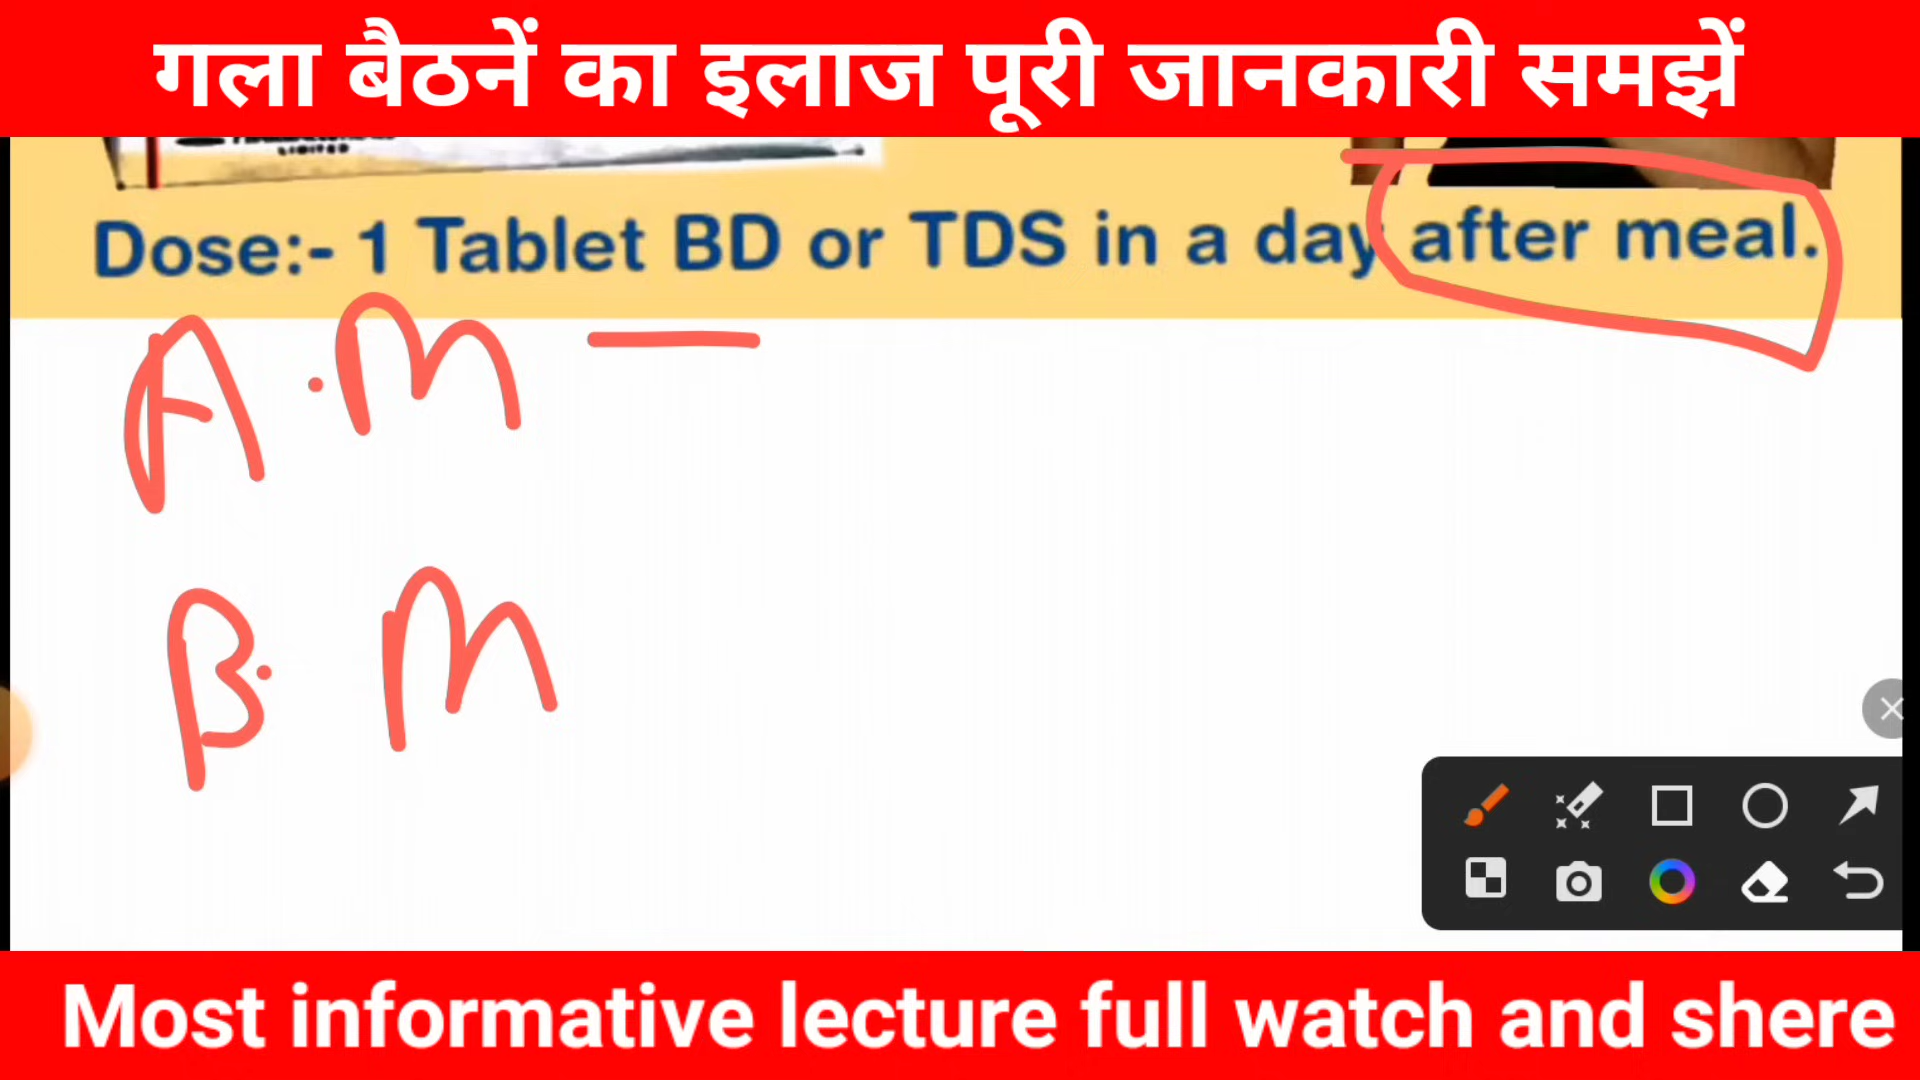 गला बैठनें का इलाज पूरी जानकारी समझें
LIMITED
Dose:- 1 Tablet BD or TDS in a day after meal.
A.M
B.M
Most informative lecture full watch and shere